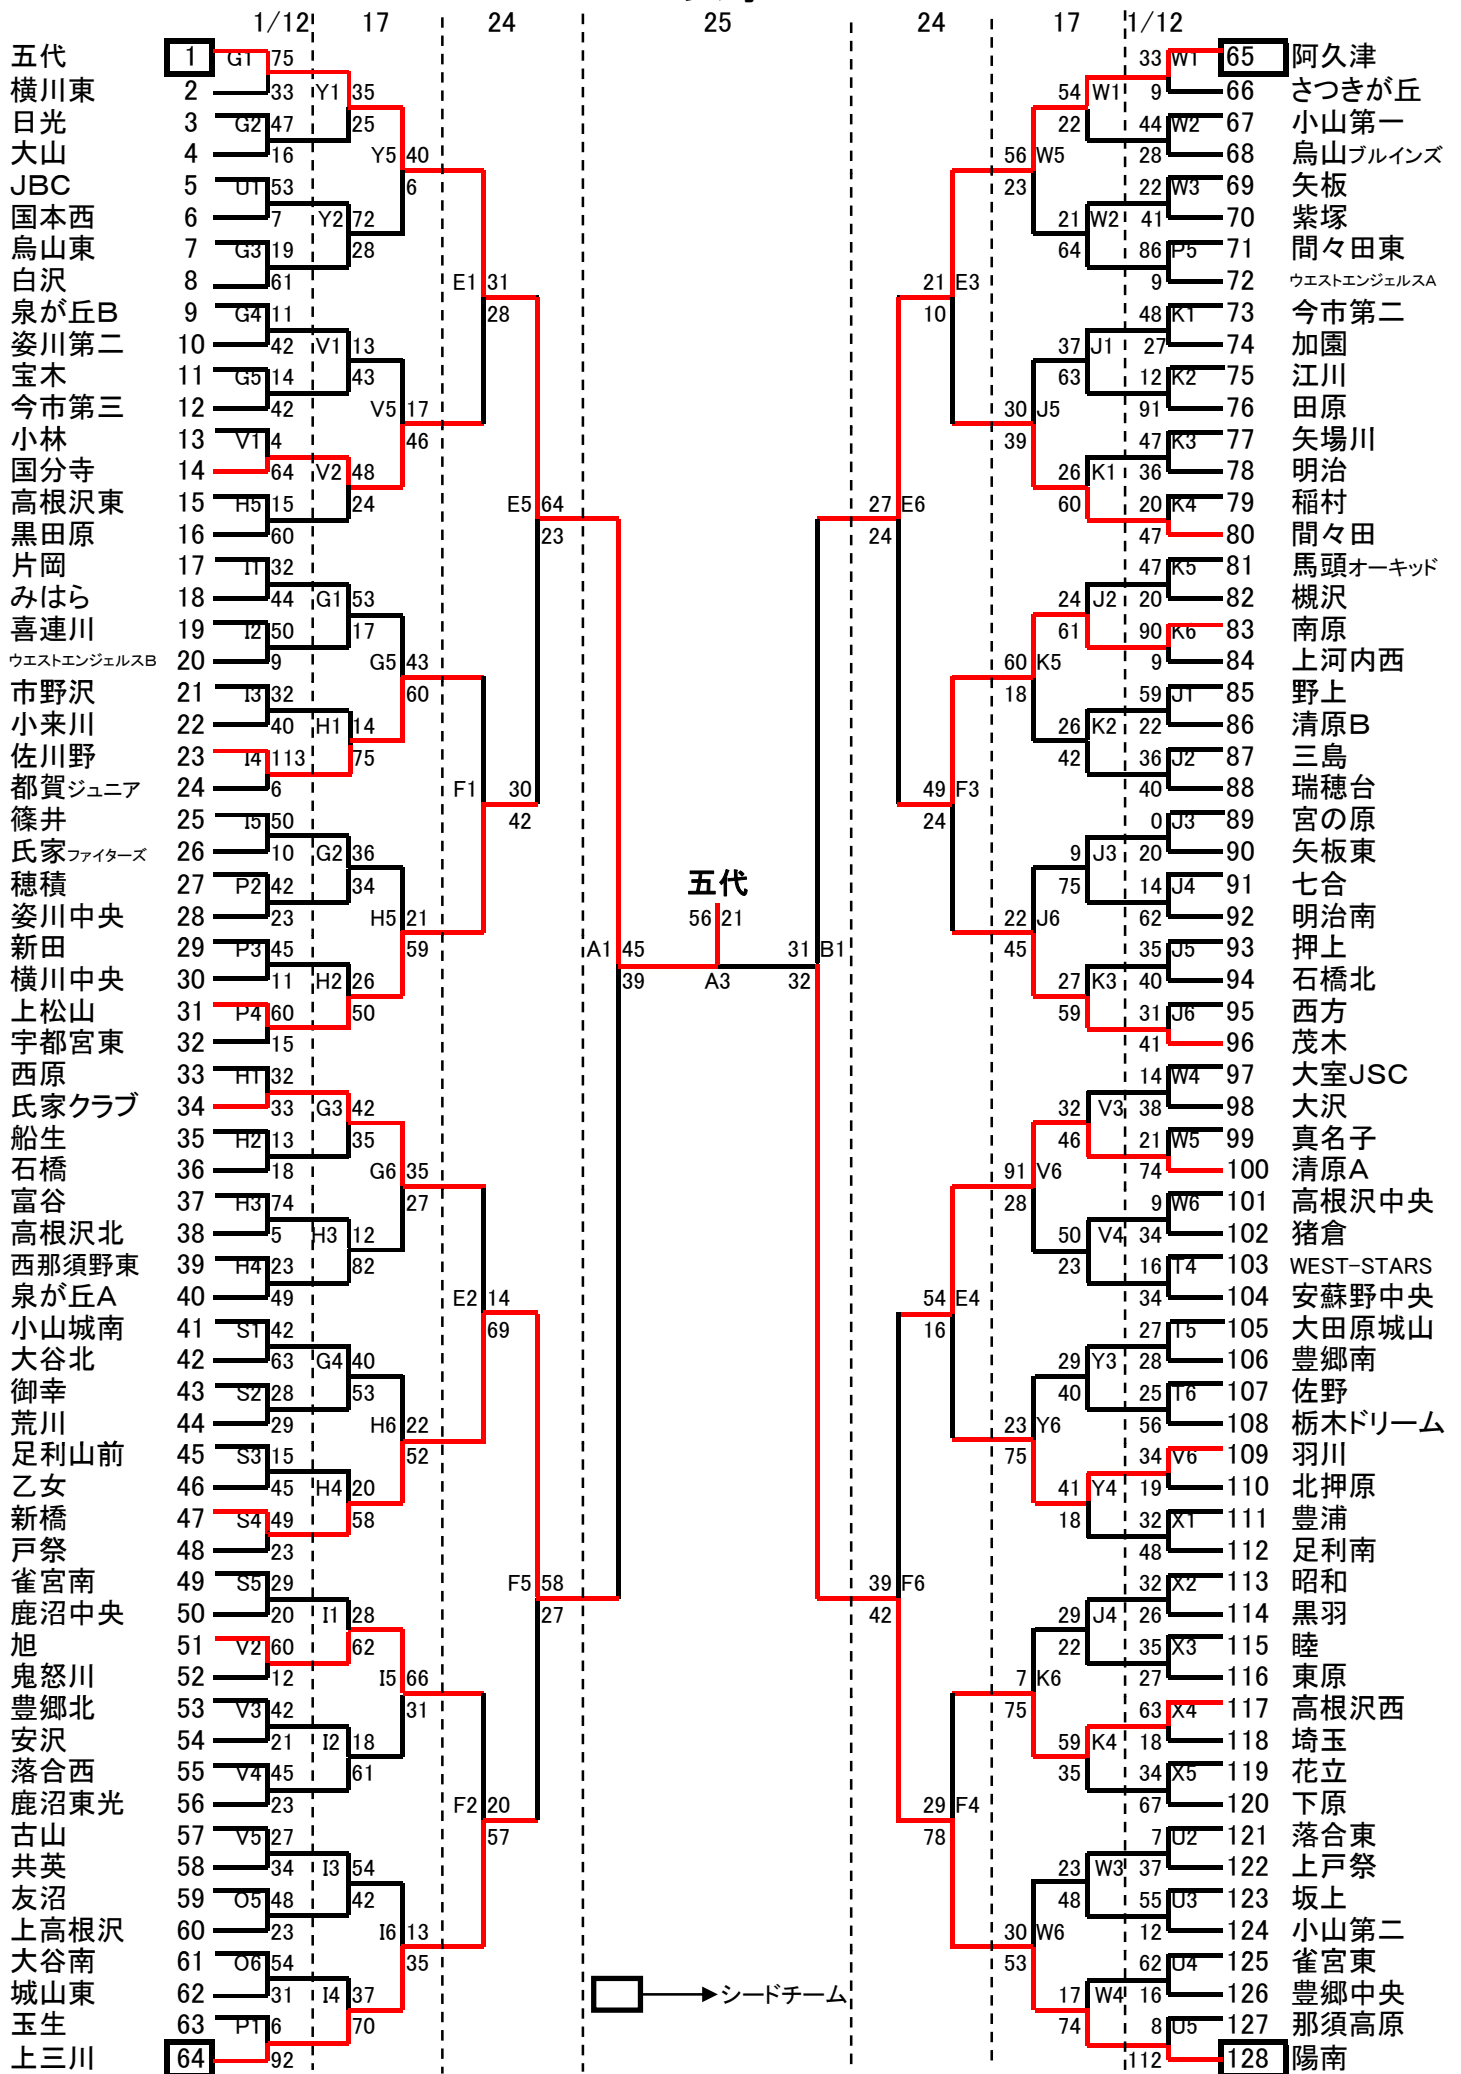 1/12 17 24 25 24 17 1/12
五代 1 G1 75 33 W1 65 阿久津
横川東 2 33 Y1 35 54 W1 9 66 さつきが丘
日光 3 G2 47 25 22 44 W2 67 小山第一
大山 4 16 Y5 40 56 W5 28 68 烏山ブルインズ
JBC 5 U1 53 6 23 22 W3 69 矢板
国本西 6 7 Y2 72 21 W2 41 70 紫塚
烏山東 7 G3 19 28 64 86 P5 71 間々田東
白沢 8 61 E1 31 21 E3 9 72 ウエストエンジェルスA
泉が丘B 9 G4 11 28 10 48 K1 73 今市第二
姿川第二 10 42 V1 13 37 J1 27 74 加園
宝木 11 G5 14 43 63 12 K2 75 江川
今市第三 12 42 V5 17 30 J5 91 76 田原
小林 13 V1 4 46 39 47 K3 77 矢場川
国分寺 14 64 V2 48 26 K1 36 78 明治
高根沢東 15 H5 15 24 E5 64 27 E6 60 20 K4 79 稲村
黒田原 16 60 23 24 47 80 間々田
片岡 17 I1 32 47 K5 81 馬頭オーキッド
みはら 18 44 G1 53 24 J2 20 82 槻沢
喜連川 19 I2 50 17 61 90 K6 83 南原
ウエストエンジェルスB 20 9 G5 43 60 K5 9 84 上河内西
市野沢 21 I3 32 60 18 59 J1 85 野上
小来川 22 40 H1 14 26 K2 22 86 清原B
佐川野 23 I4 113 75 42 36 J2 87 三島
都賀ジュニア 24 6 F1 30 49 F3 40 88 瑞穂台
篠井 25 I5 50 42 24 0 J3 89 宮の原
氏家ファイターズ 26 10 G2 36 9 J3 20 90 矢板東
穂積 27 P2 42 34 五代 75 14 J4 91 七合
姿川中央 28 23 H5 21 56 21 22 J6 62 92 明治南
新田 29 P3 45 59 A1 45 31 B1 45 35 J5 93 押上
横川中央 30 11 H2 26 39 A3 32 27 K3 40 94 石橋北
上松山 31 P4 60 50 59 31 J6 95 西方
宇都宮東 32 15 41 96 茂木
西原 33 H1 32 14 W4 97 大室JSC
氏家クラブ 34 33 G3 42 32 V3 38 98 大沢
船生 35 H2 13 35 46 21 W5 99 真名子
石橋 36 18 G6 35 91 V6 74 100 清原A
富谷 37 H3 74 27 28 9 W6 101 高根沢中央
高根沢北 38 5 H3 12 50 V4 34 102 猪倉
西那須野東 39 H4 23 82 23 16 T4 103 WEST-STARS
泉が丘A 40 49 E2 14 54 E4 34 104 安蘇野中央
小山城南 41 S1 42 69 16 27 T5 105 大田原城山
大谷北 42 63 G4 40 29 Y3 28 106 豊郷南
御幸 43 S2 28 53 40 25 T6 107 佐野
荒川 44 29 H6 22 23 Y6 56 108 栃木ドリーム
足利山前 45 S3 15 52 75 34 V6 109 羽川
乙女 46 45 H4 20 41 Y4 19 110 北押原
新橋 47 S4 49 58 18 32 X1 111 豊浦
戸祭 48 23 48 112 足利南
雀宮南 49 S5 29 F5 58 39 F6 32 X2 113 昭和
鹿沼中央 50 20 I1 28 27 42 29 J4 26 114 黒羽
旭 51 V2 60 62 22 35 X3 115 睦
鬼怒川 52 12 I5 66 7 K6 27 116 東原
豊郷北 53 V3 42 31 75 63 X4 117 高根沢西
安沢 54 21 I2 18 59 K4 18 118 埼玉
落合西 55 V4 45 61 35 34 X5 119 花立
鹿沼東光 56 23 F2 20 29 F4 67 120 下原
古山 57 V5 27 57 78 7 U2 121 落合東
共英 58 34 I3 54 23 W3 37 122 上戸祭
友沼 59 O5 48 42 48 55 U3 123 坂上
上高根沢 60 23 I6 13 30 W6 12 124 小山第二
大谷南 61 O6 54 35 53 62 U4 125 雀宮東
城山東 62 31 I4 37 シードチーム 17 W4 16 126 豊郷中央
玉生 63 P1 6 70 74 8 U5 127 那須高原
上三川 64 92 112 128 陽南